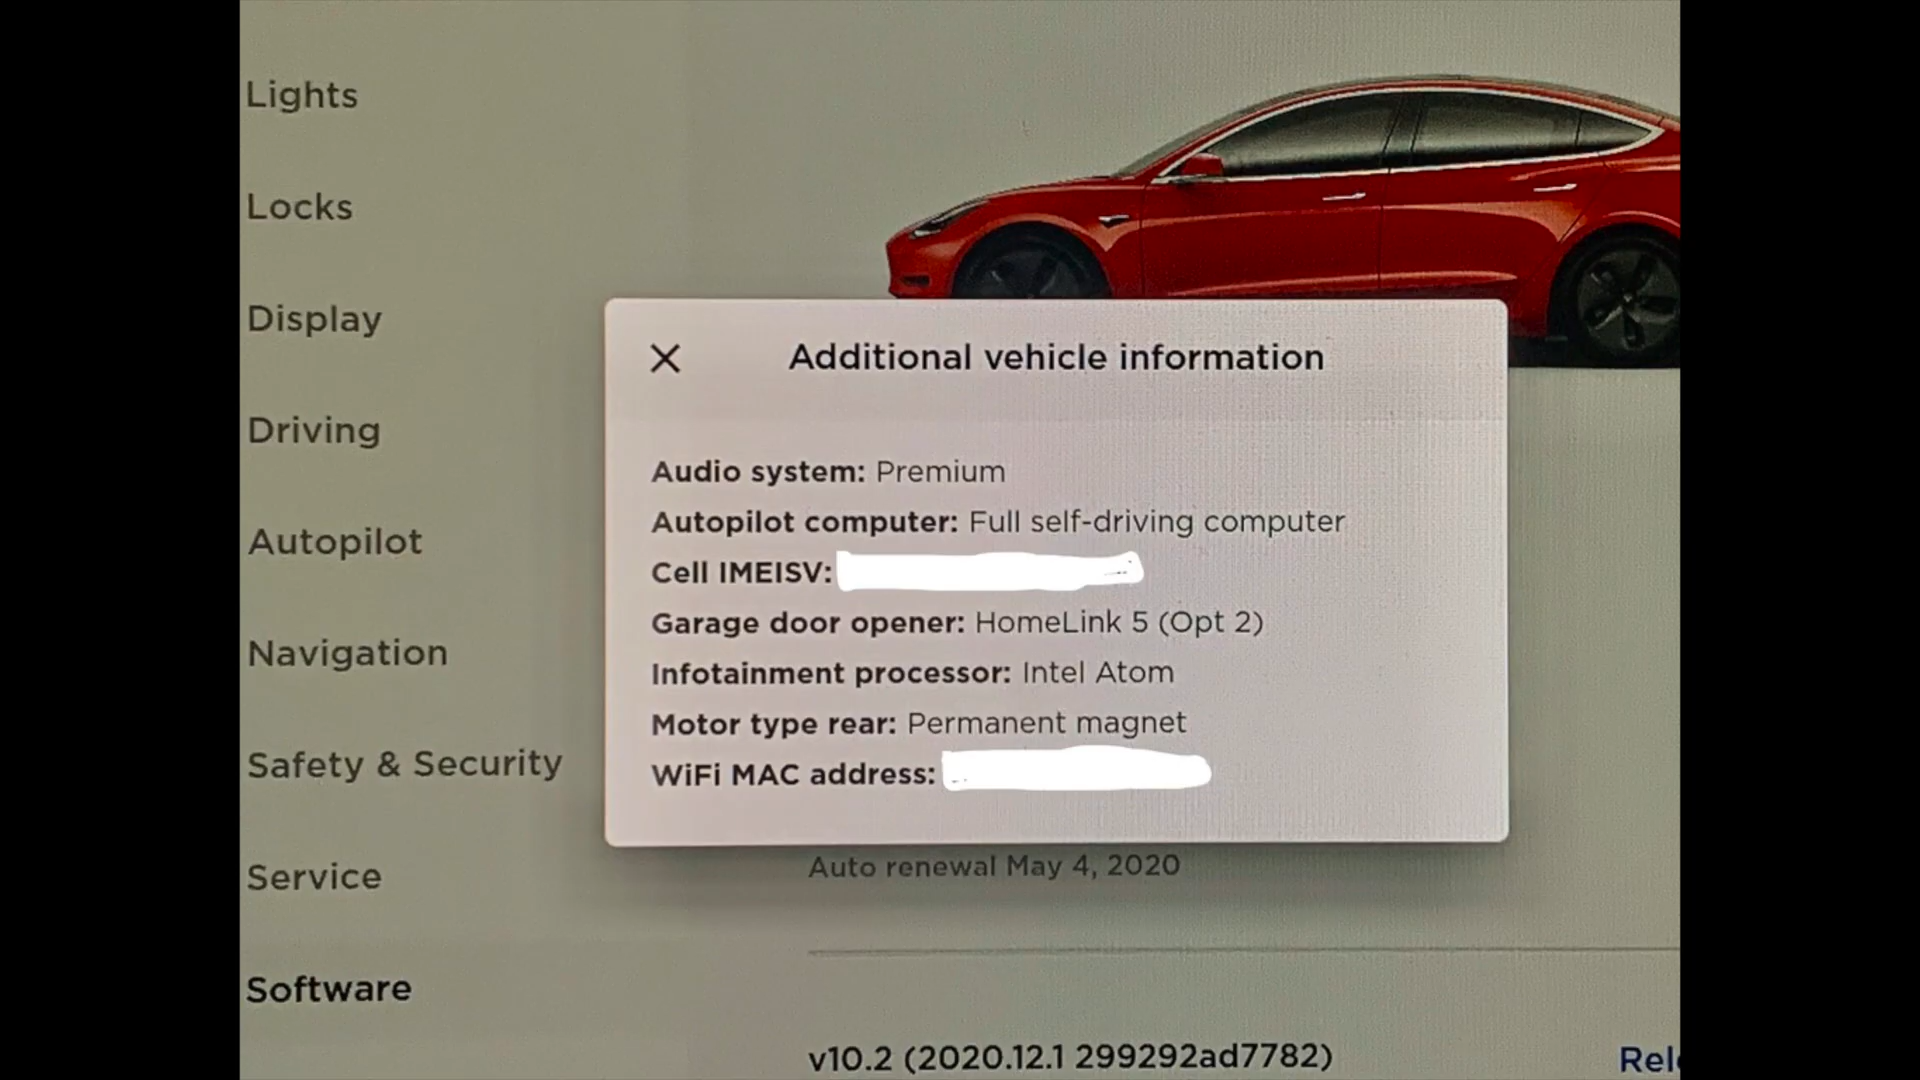 Lights
Locks
Display
Driving
Autopilot
Navigation
Safety & Security
Service
Software
Additional vehicle information
Audio system: Premium
Autopilot computer: Full self-driving computer
Cell IMEISV:
Garage door opener: HomeLink 5 (Opt 2)
Infotainment processor: Intel Atom
Motor type rear: Permanent magnet
WiFi MAC address:
Auto renewal May 4, 2020
v10.2 (2020.12.1 299292ad7782)